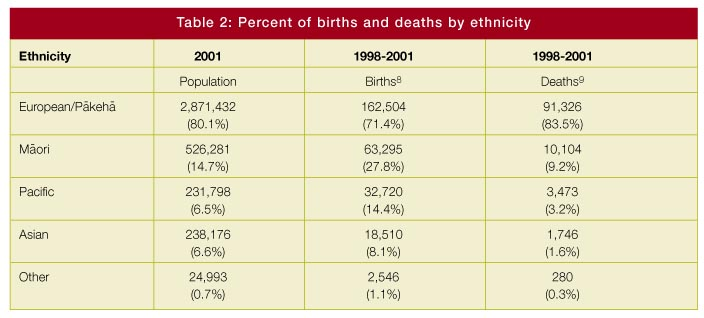 Table 2: Percent of births and deaths by ethnicity
Ethnicity 2001 1998-2001 1998-2001
Population Births8 Deaths9
European/Pākehā 2,871,432 162,504 91,326
(80.1%) (71.4%) (83.5%)
Māori 526,281 63,295 10,104
(14.7%) (27.8%) (9.2%)
Pacific 231,798 32,720 3,473
(6.5%) (14.4%) (3.2%)
Asian 238,176 18,510 1,746
(6.6%) (8.1%) (1.6%)
Other 24,993 2,546 280
(0.7%) (1.1%) (0.3%)